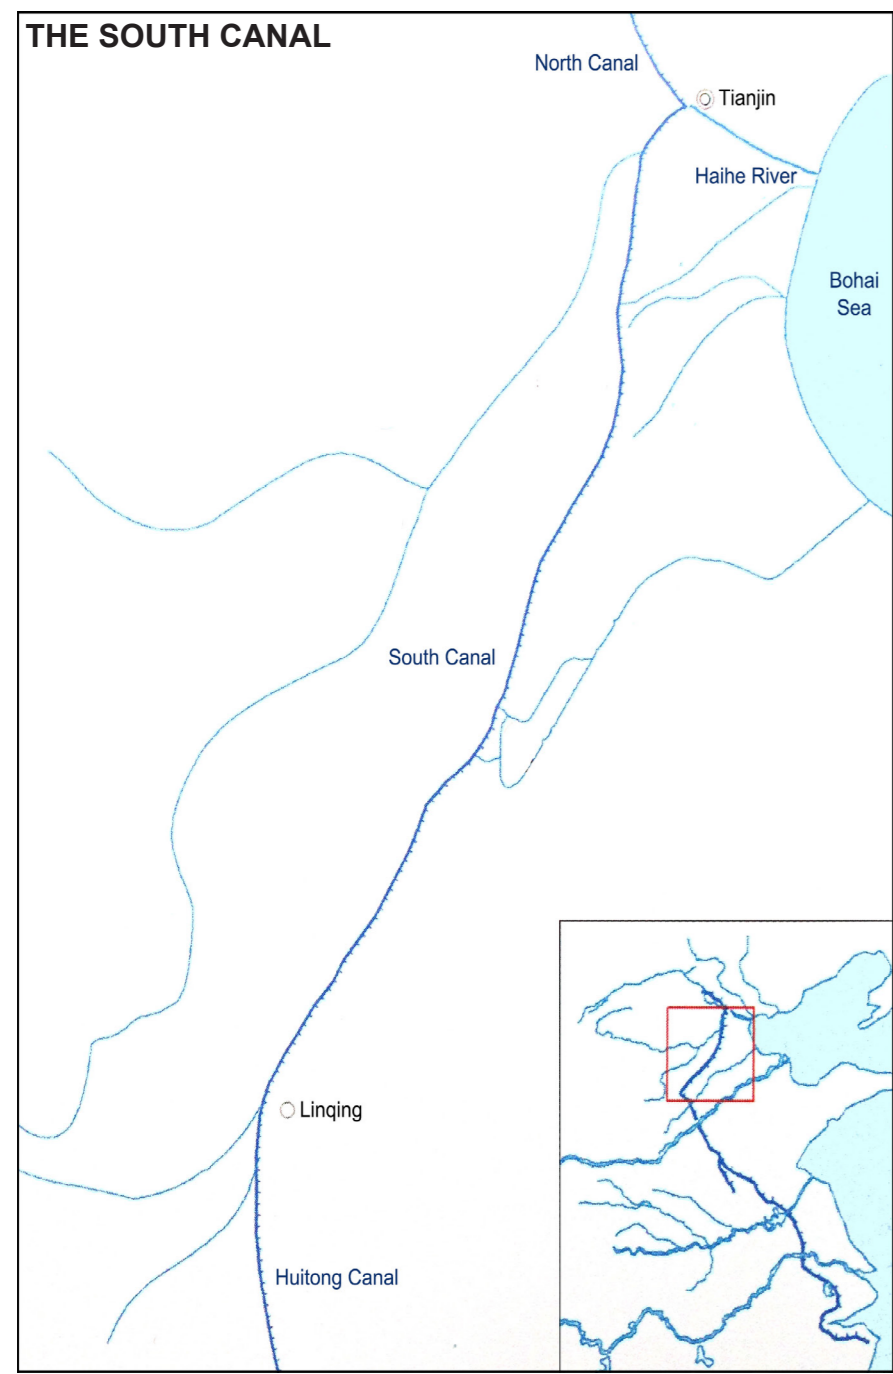 THE SOUTH CANAL
North Canal
Tianjin
Haihe River
Bohai
Sea
South Canal
Linqing
Huitong Canal